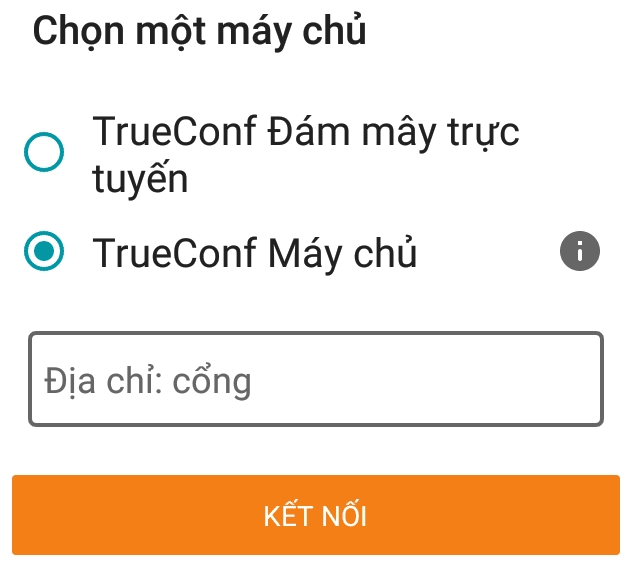 Chọn một máy chủ
TrueConf Đám mây trực
tuyến
TrueConf Máy chủ
Địa chỉ: cổng
KẾT NỐI